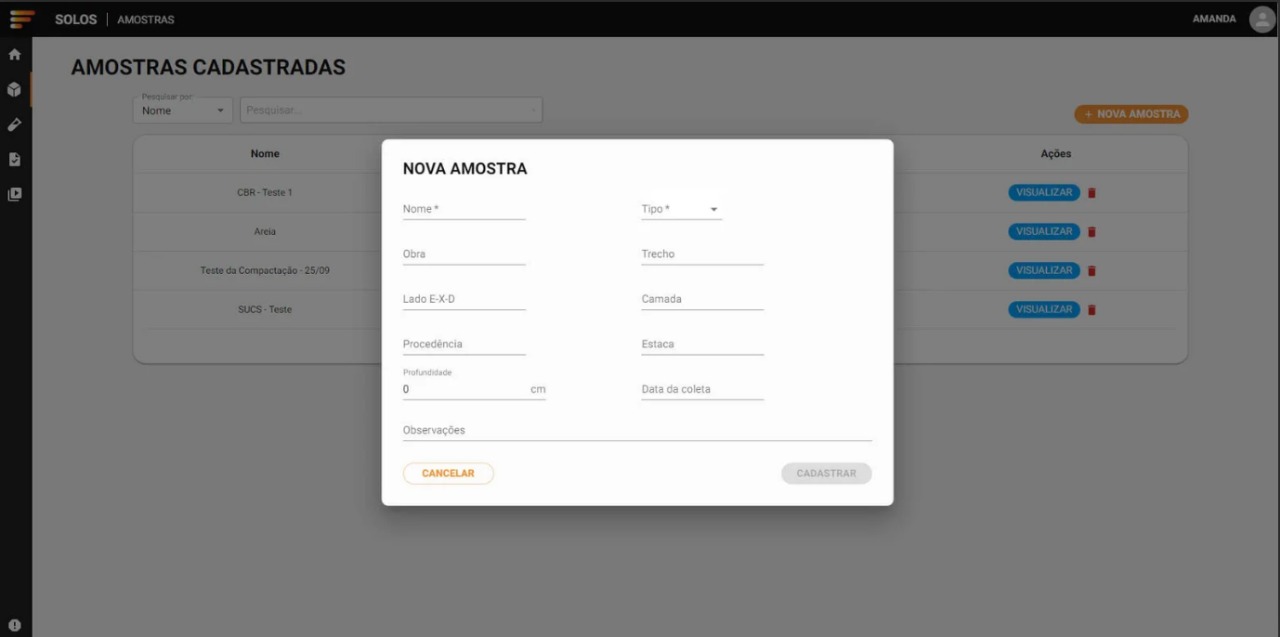 SOLOS | AMOSTRAS
AMANDA
AMOSTRAS CADASTRADAS
Pesquisar por:
Nome
Pesquisar...
+ NOVA AMOSTRA
Nome
Ações
CBR - Teste 1
VISUALIZAR
Areia
VISUALIZAR
Teste da Compactação - 25/09
VISUALIZAR
SUCS - Teste
VISUALIZAR
NOVA AMOSTRA
Nome *
Tipo *
Obra
Trecho
Lado E-X-D
Camada
Procedência
Estaca
Profundidade
0 cm
Data da coleta
Observações
CANCELAR
CADASTRAR